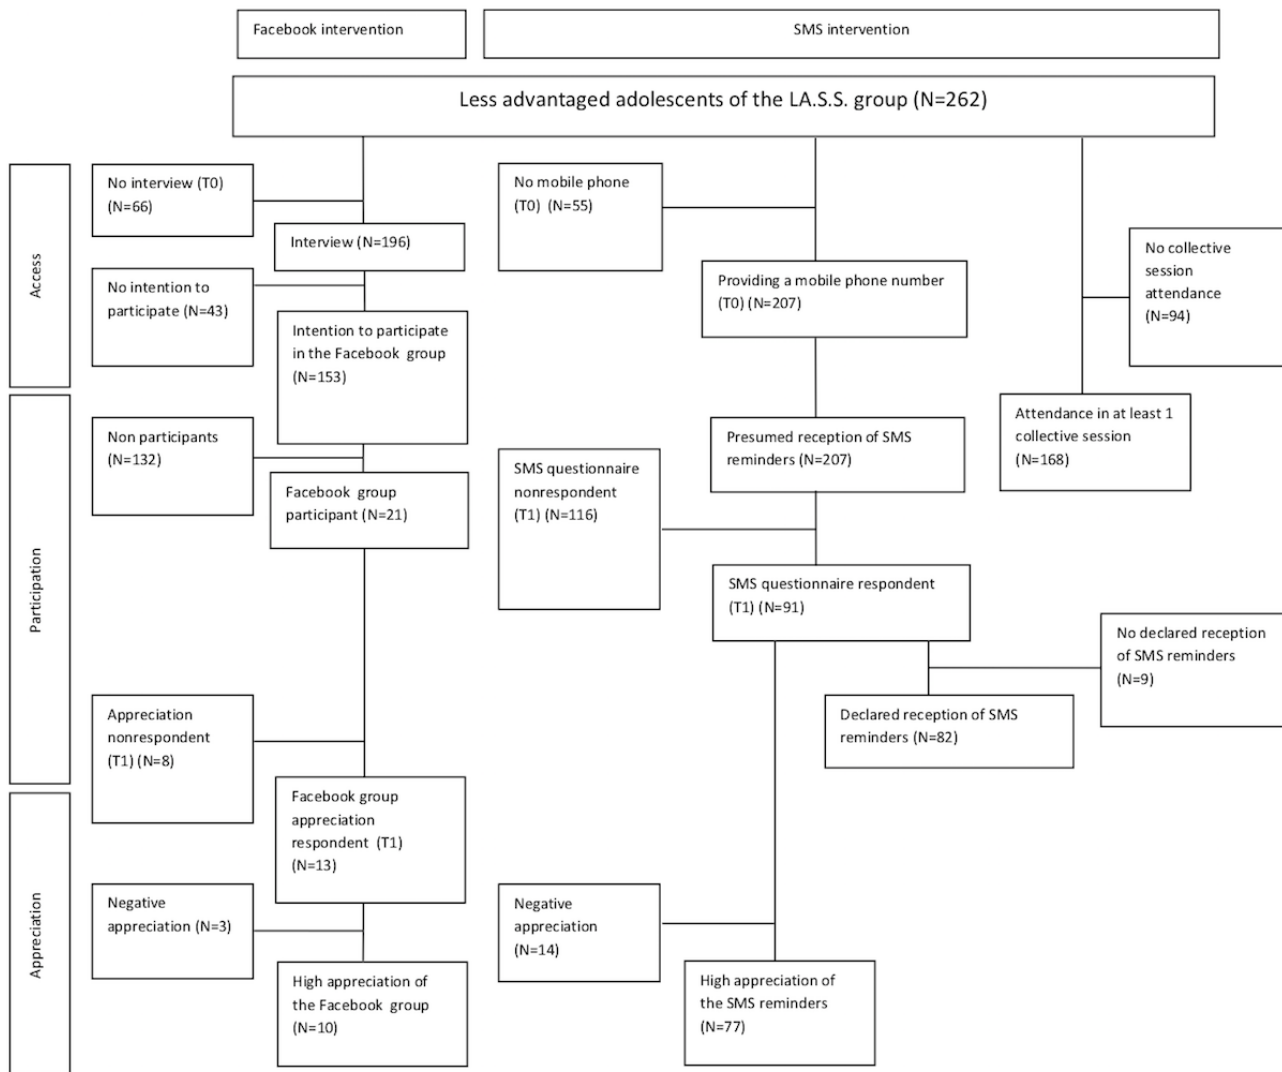 Facebook intervention
SMS intervention
Less advantaged adolescents of the LA.S.S. group (N=262)
Access
No interview (T0)
(N=66)
Interview (N=196)
No intention to
participate (N=43)
Intention to participate
in the Facebook group
(N=153)
No mobile phone
(T0) (N=55)
Providing a mobile phone number
(T0) (N=207)
No collective
session
attendance
(N=94)
Attendance in at least 1
collective session
(N=168)
Participation
Non participants
(N=132)
Facebook group
participant (N=21)
Presumed reception of SMS
reminders (N=207)
SMS questionnaire
nonrespondent
(T1) (N=116)
SMS questionnaire respondent
(T1) (N=91)
No declared reception
of SMS reminders
(N=9)
Declared reception of SMS
reminders (N=82)
Appreciation
nonrespondent
(T1) (N=8)
Facebook group
appreciation
respondent (T1)
(N=13)
Appreciation
Negative
appreciation (N=3)
High appreciation of
the Facebook group
(N=10)
Negative
appreciation
(N=14)
High appreciation of
the SMS reminders
(N=77)